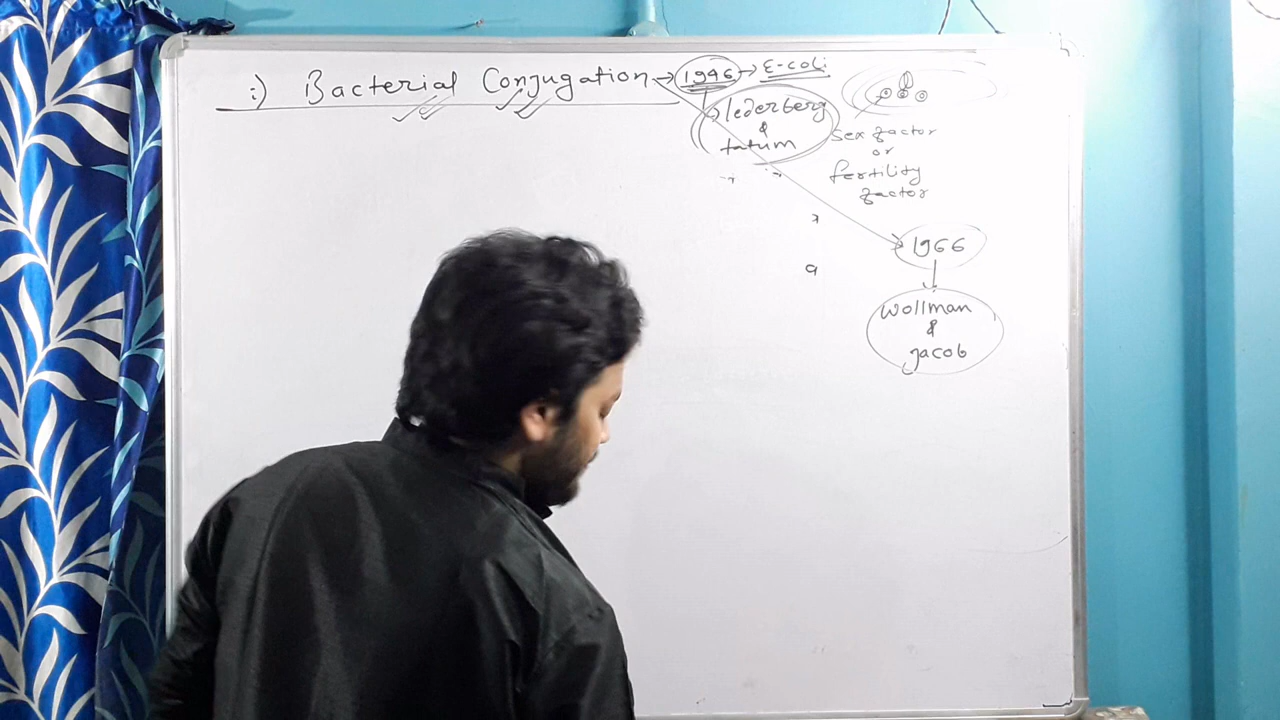 :) Bacterial Conjugation → 1946 → E-coli
lederberg
&
tatum
Sex factor
or
fertility
factor
1966
Wollman
&
Jacob